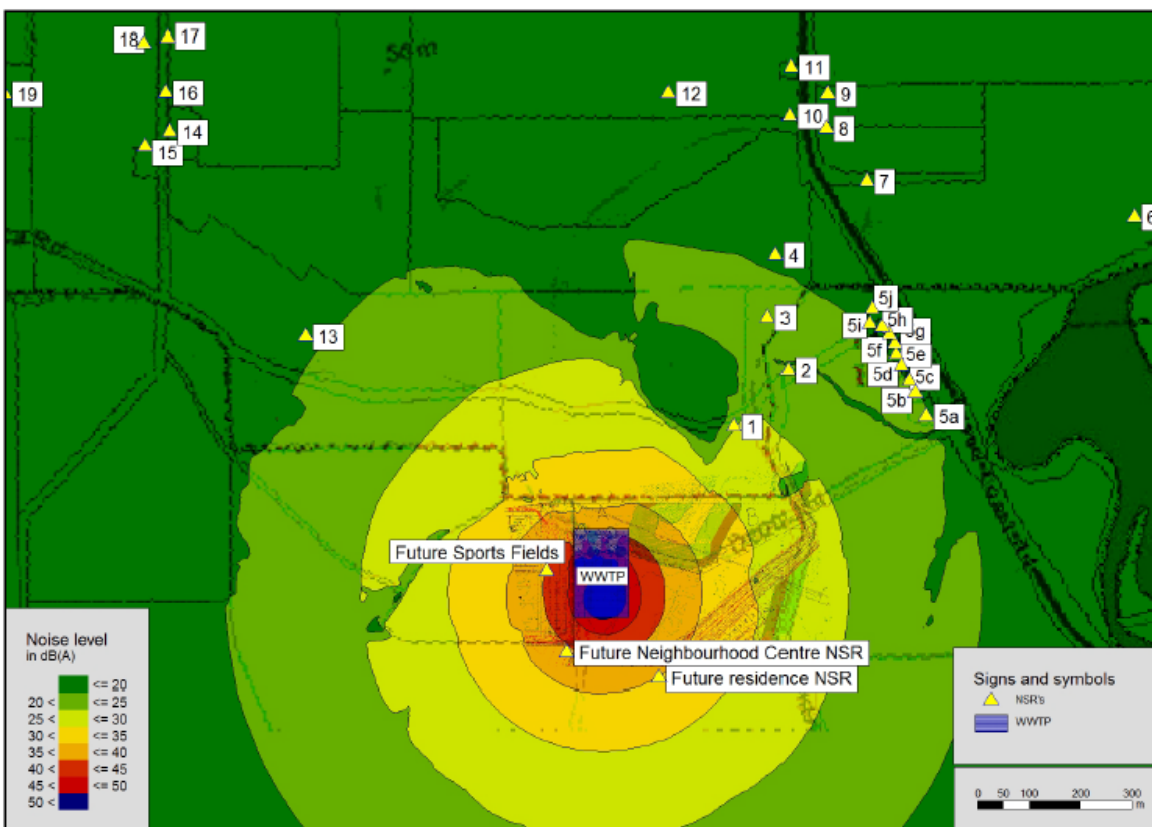 18
17
11
19
16
12
9
10
8
14
15
7
6
4
5j
3
5i
5h
13
5f
5e
2
5d
5c
5b
5a
1
Future Sports Fields
WWTP
Future Neighbourhood Centre NSR
Future residence NSR
Noise level
in dB(A)
<= 20
20 < <= 25
25 < <= 30
30 < <= 35
35 < <= 40
40 < <= 45
45 < <= 50
50 <
Signs and symbols
NSR's
WWTP
0 50 100 200 300
m